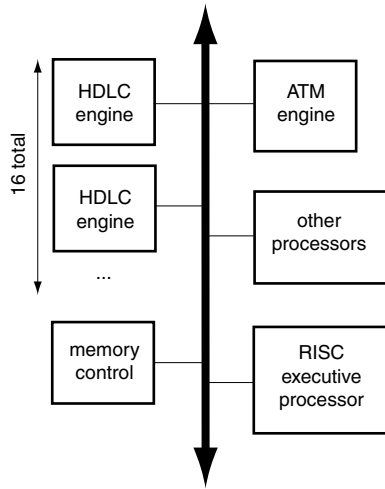 16 total
HDLC
engine
HDLC
engine
...
memory
control
ATM
engine
other
processors
RISC
executive
processor